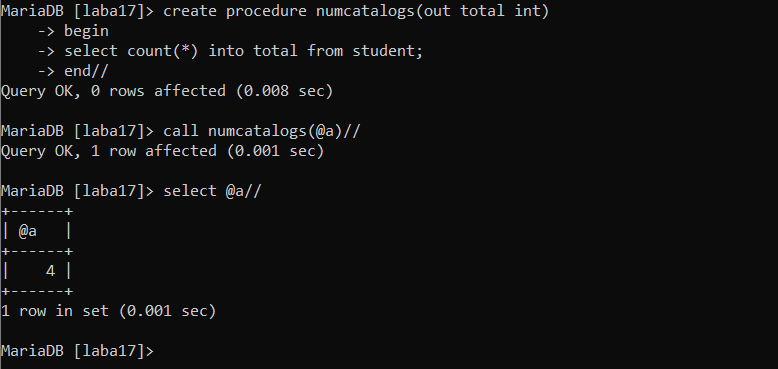 MariaDB [laba17]> create procedure numcatalogs(out total int)
    -> begin
    -> select count(*) into total from student;
    -> end//
Query OK, 0 rows affected (0.008 sec)

MariaDB [laba17]> call numcatalogs(@a)//
Query OK, 1 row affected (0.001 sec)

MariaDB [laba17]> select @a//
+------+
| @a   |
+------+
|    4 |
+------+
1 row in set (0.001 sec)

MariaDB [laba17]>